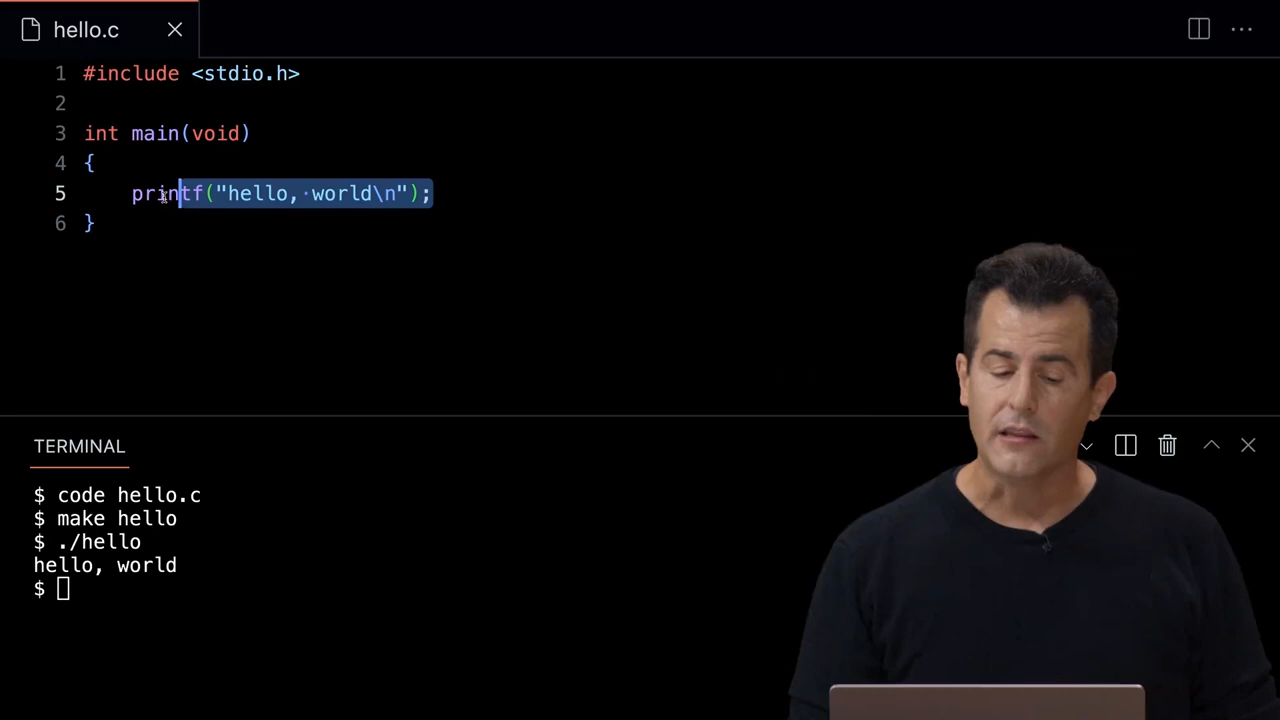 hello.c
1 #include <stdio.h>
2
3 int main(void)
4 {
5     printf("hello,·world\n");
6 }
TERMINAL
$ code hello.c
$ make hello
$ ./hello
hello, world
$